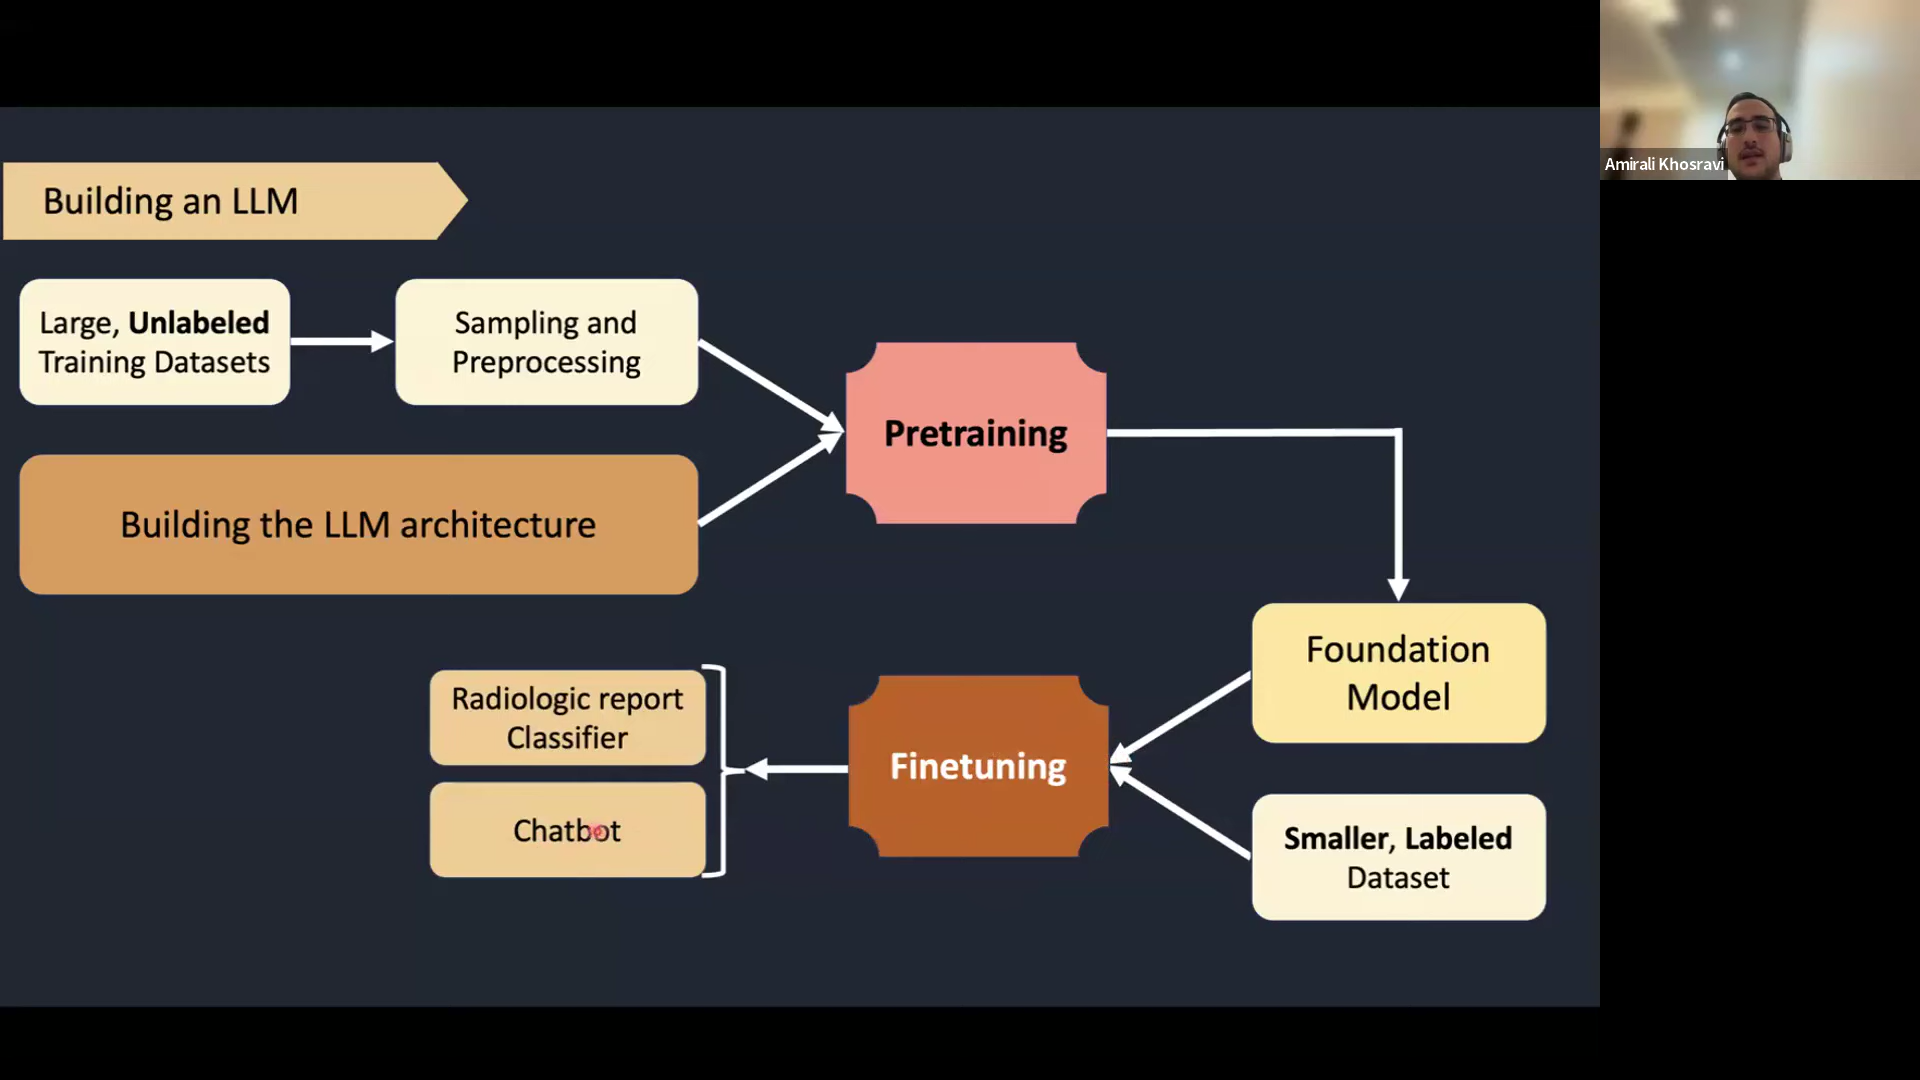 Amirali Khosravi
Building an LLM
Large, Unlabeled
Training Datasets
Sampling and
Preprocessing
Pretraining
Building the LLM architecture
Foundation
Model
Radiologic report
Classifier
Finetuning
Chatbot
Smaller, Labeled
Dataset